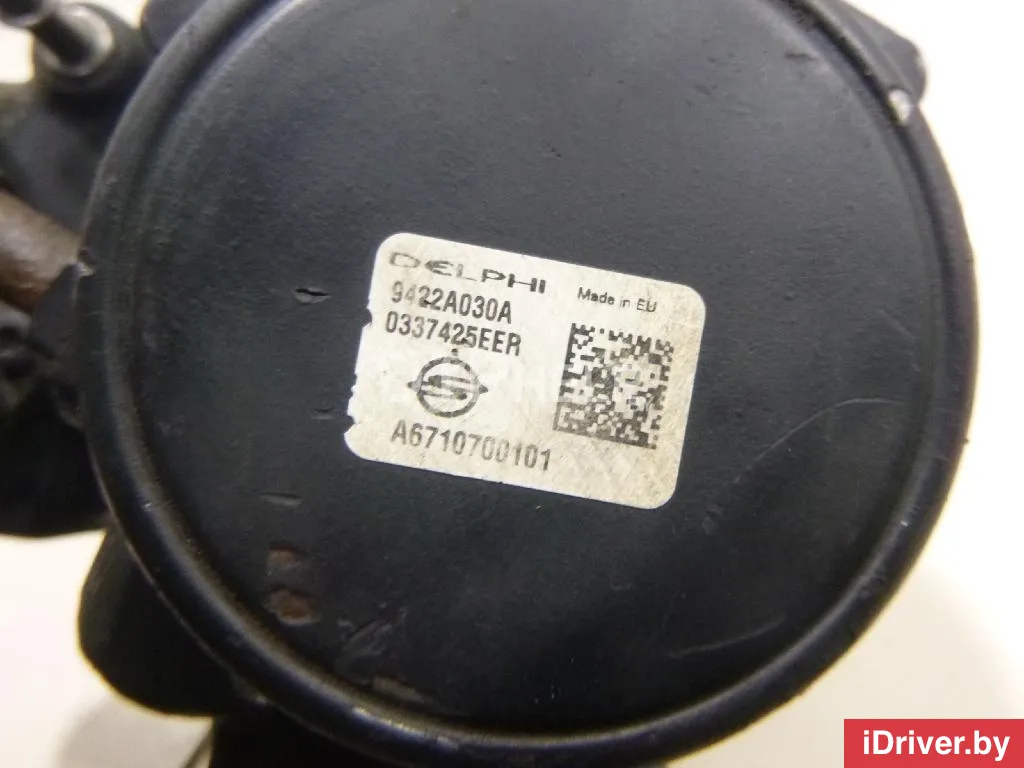 DELPHI
Made in EU
9422A030A
0337425EER
A6710700101
iDriver.by